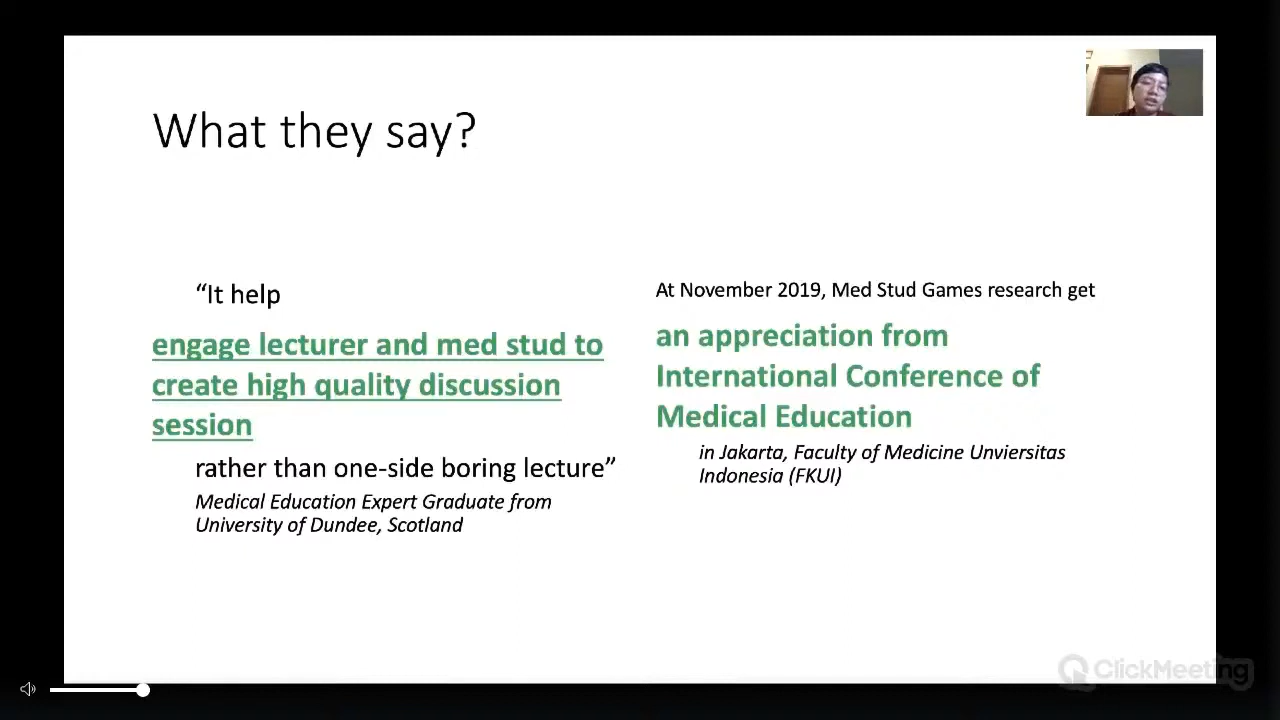 What they say?
“It help
engage lecturer and med stud to
create high quality discussion
session
rather than one-side boring lecture”
Medical Education Expert Graduate from
University of Dundee, Scotland
At November 2019, Med Stud Games research get
an appreciation from
International Conference of
Medical Education
in Jakarta, Faculty of Medicine Unviersitas
Indonesia (FKUI)
ClickMeeting